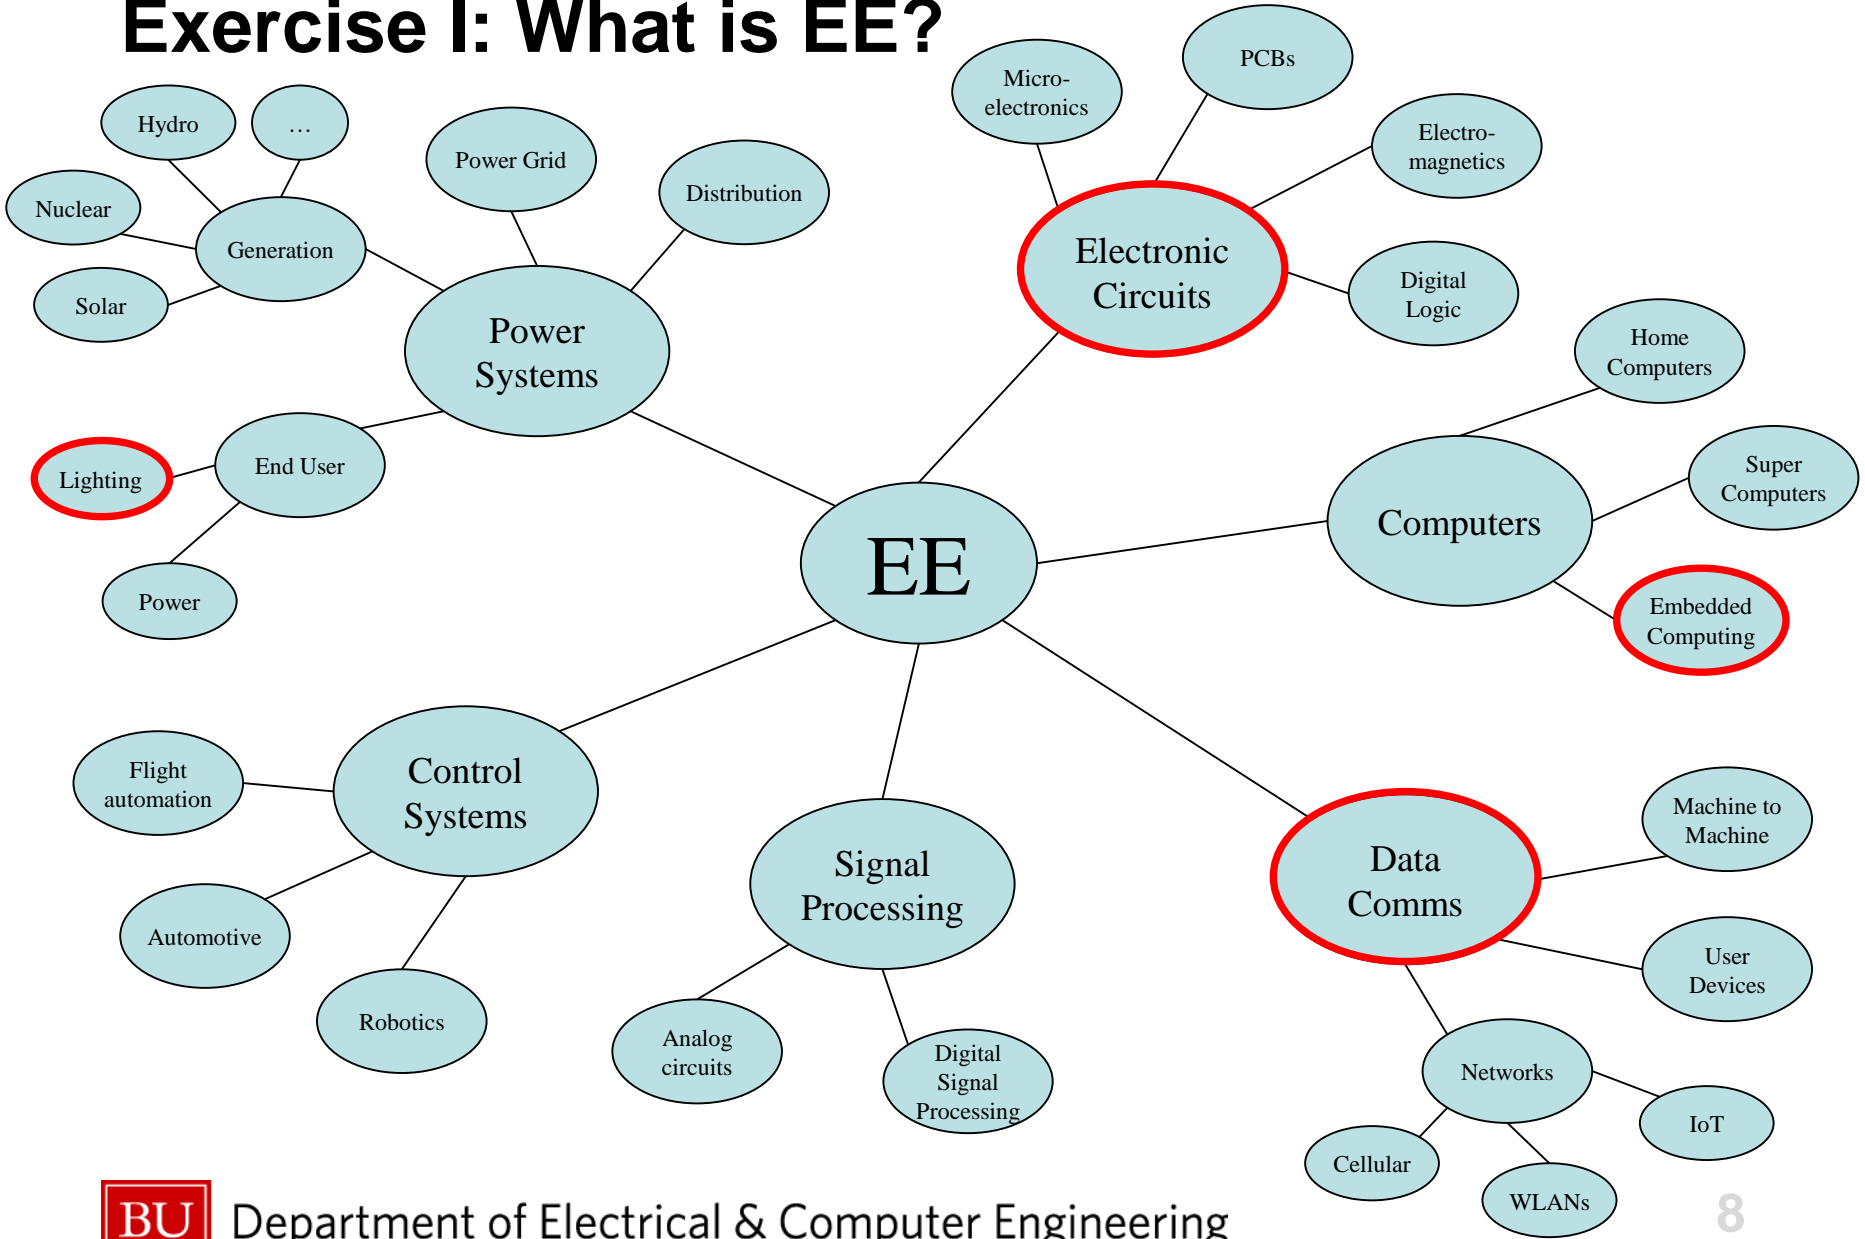 Exercise I: What is EE?
Hydro
…
Nuclear
Generation
Solar
Power Grid
Distribution
Power
Systems
Lighting
End User
Power
Micro-
electronics
PCBs
Electro-
magnetics
Electronic
Circuits
Digital
Logic
Home
Computers
Super
Computers
Computers
Embedded
Computing
EE
Flight
automation
Control
Systems
Automotive
Robotics
Signal
Processing
Analog
circuits
Digital
Signal
Processing
Data
Comms
Machine to
Machine
User
Devices
Networks
IoT
Cellular
WLANs
BU Department of Electrical & Computer Engineering
8